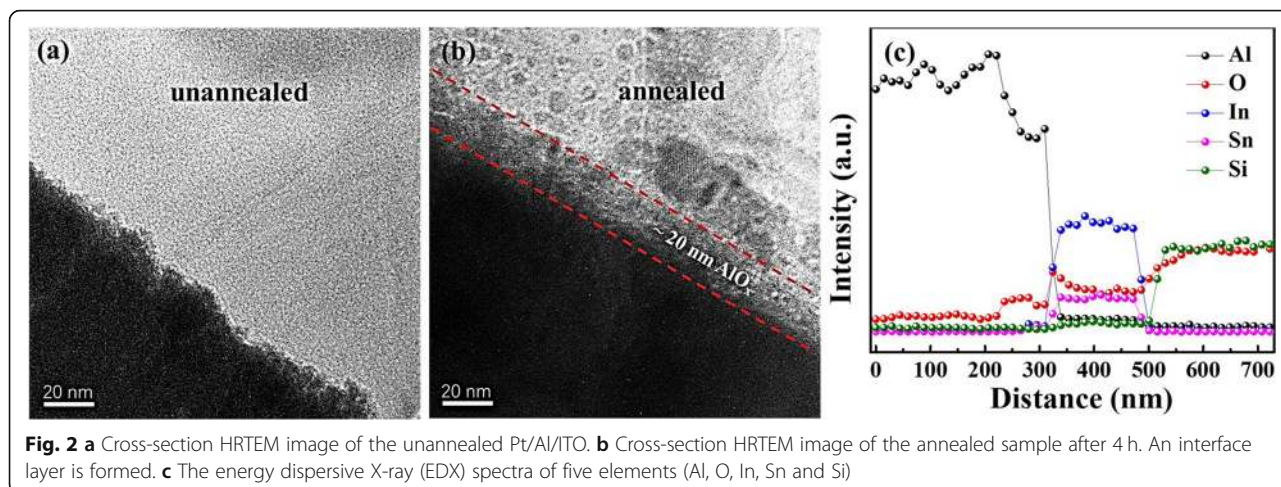 (a)
unannealed
20 nm
(b)
annealed
~ 20 nm AlOx
20 nm
(c)
Al
O
In
Sn
Si
Intensity (a.u.)
0 100 200 300 400 500 600 700
Distance (nm)
Fig. 2 a Cross-section HRTEM image of the unannealed Pt/Al/ITO. b Cross-section HRTEM image of the annealed sample after 4 h. An interface
layer is formed. c The energy dispersive X-ray (EDX) spectra of five elements (Al, O, In, Sn and Si)